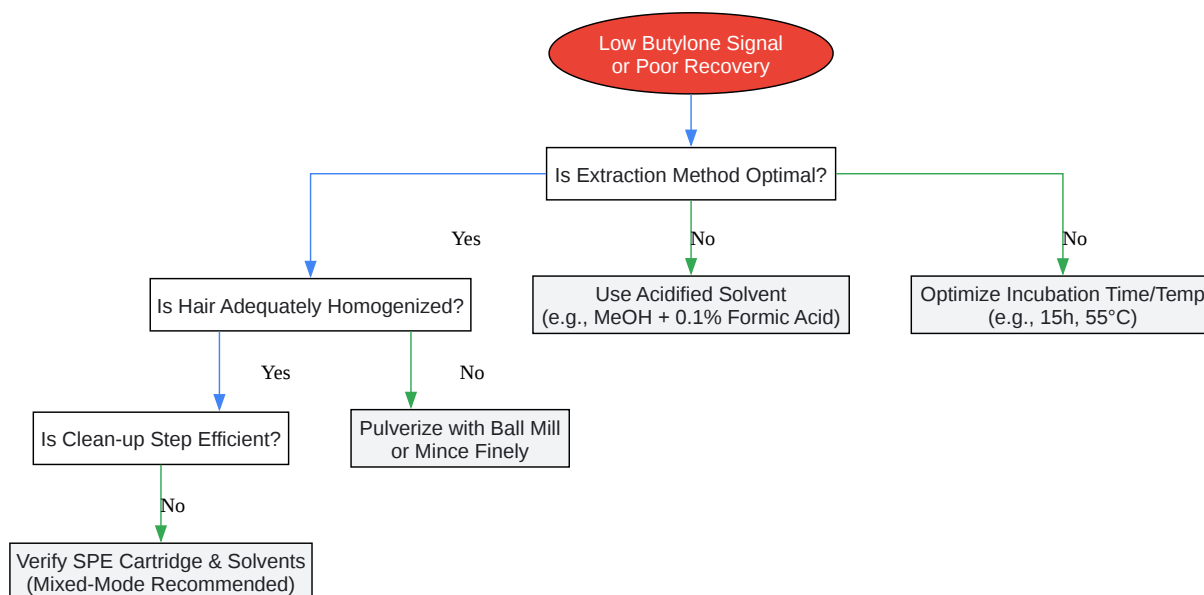 Low Butylone Signal
or Poor Recovery
Is Extraction Method Optimal?
Yes
No
No
Is Hair Adequately Homogenized?
Use Acidified Solvent
(e.g., MeOH + 0.1% Formic Acid)
Optimize Incubation Time/Temp
(e.g., 15h, 55°C)
Yes
No
Is Clean-up Step Efficient?
Pulverize with Ball Mill
or Mince Finely
No
Verify SPE Cartridge & Solvents
(Mixed-Mode Recommended)